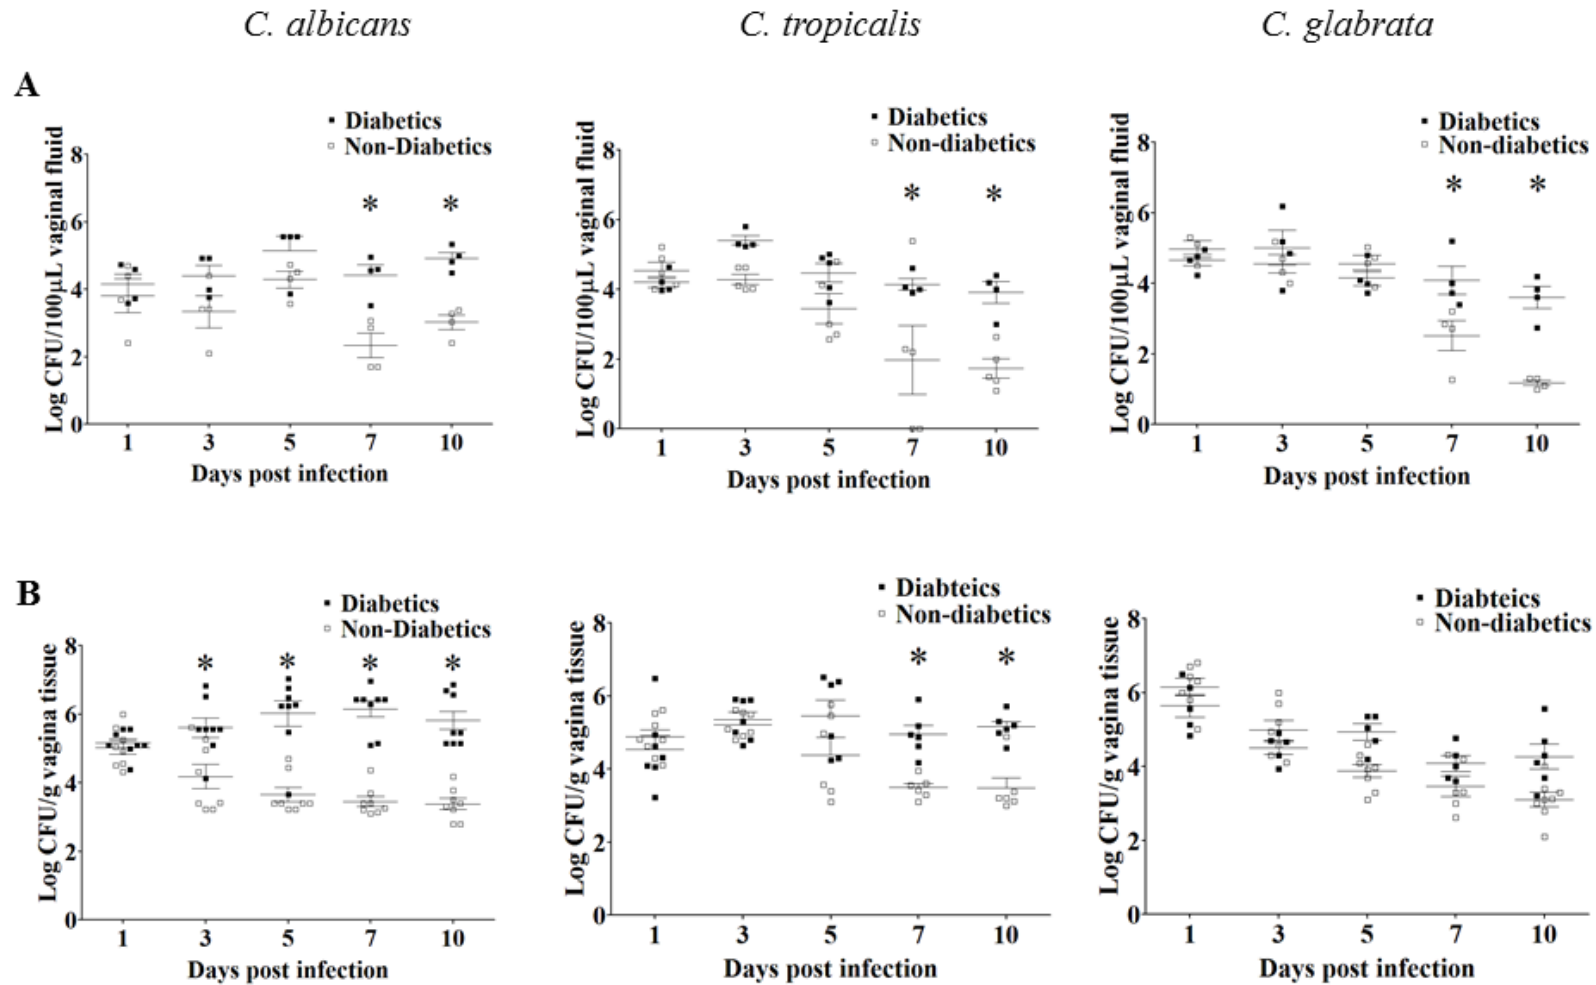 C. albicans
C. tropicalis
C. glabrata
A
Diabetics
Non-Diabetics
Log CFU/100µL vaginal fluid
8
6
4
2
0
*
*
1 3 5 7 10
Days post infection
Diabetics
Non-diabetics
Log CFU/100µL vaginal fluid
8
6
4
2
0
*
*
1 3 5 7 10
Days post infection
Diabetics
Non-diabetics
Log CFU/100µL vaginal fluid
8
6
4
2
0
*
*
1 3 5 7 10
Days post infection
B
Diabetics
Non-Diabetics
Log CFU/g vagina tissue
8
6
4
2
0
*
*
*
*
1 3 5 7 10
Days post infection
Diabteics
Non-diabetics
Log CFU/g vagina tissue
8
6
4
2
0
*
*
1 3 5 7 10
Days post infection
Diabteics
Non-diabetics
Log CFU/g vagina tissue
8
6
4
2
0
1 3 5 7 10
Days post infection